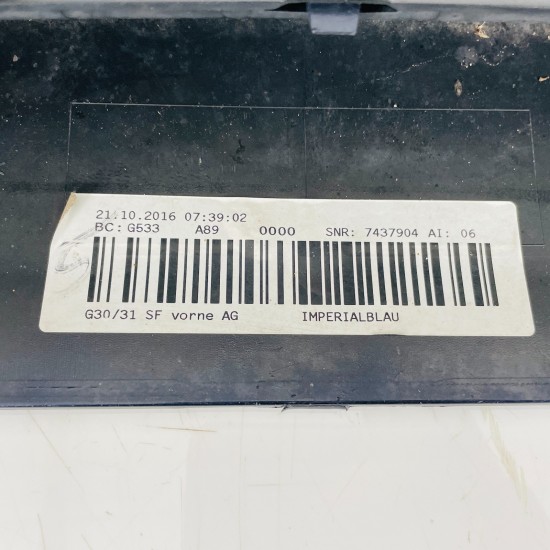 21.10.2016 07:39:02
BC: G533 A89 0000 SNR: 7437904 AI: 06
G30/31 SF vorne AG IMPERIALBLAU